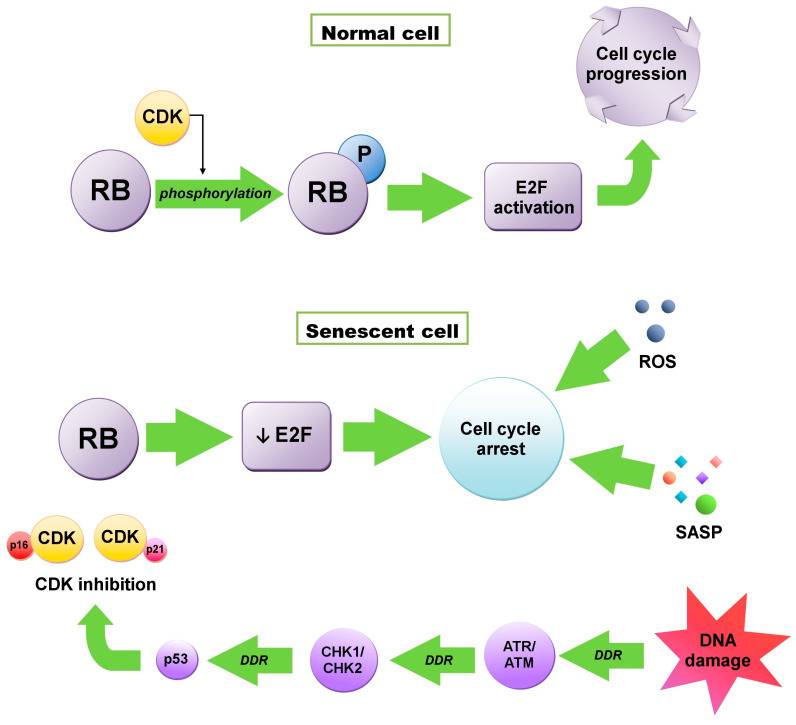 Normal cell
Cell cycle
progression
CDK
RB
phosphorylation
RB
P
E2F
activation
Senescent cell
ROS
RB
↓ E2F
Cell cycle
arrest
SASP
p16
CDK
CDK
p21
CDK inhibition
p53
DDR
CHK1/
CHK2
DDR
ATR/
ATM
DDR
DNA
damage